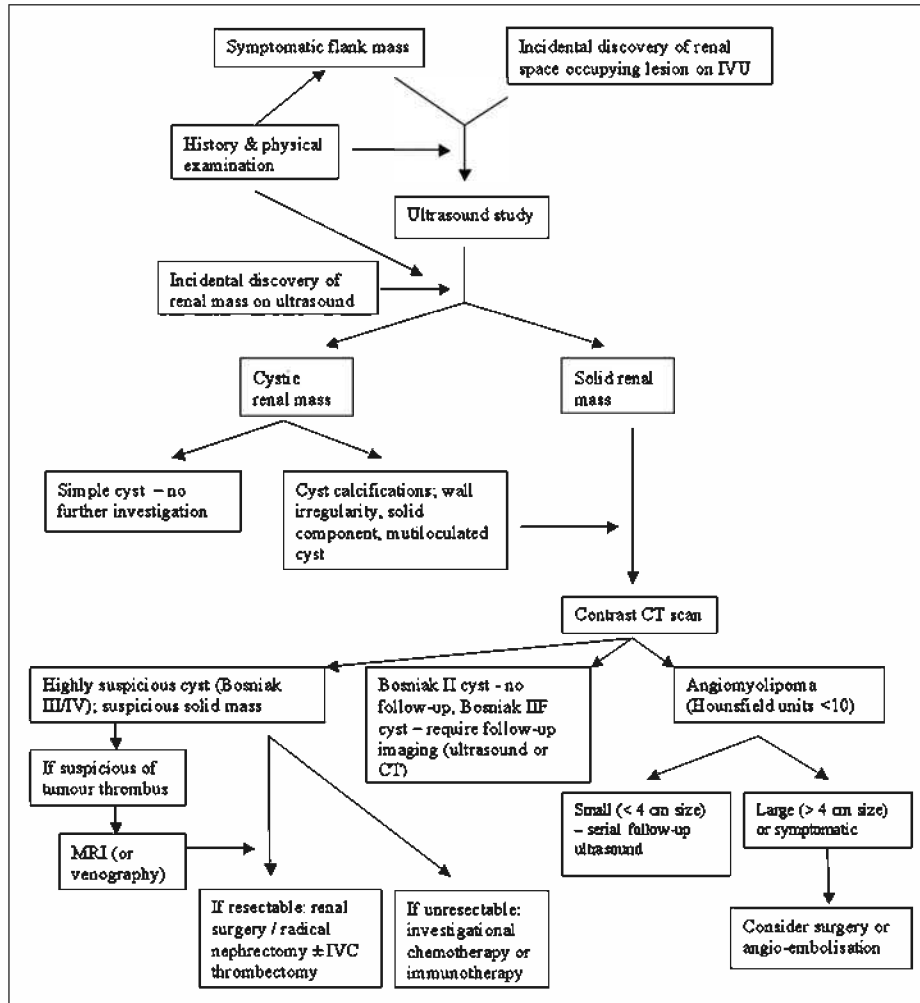 Symptomatic flank mass
Incidental discovery of renal
space occupying lesion on IVU
History & physical
examination
Ultrasound study
Incidental discovery of
renal mass on ultrasound
Cystic
renal mass
Solid renal
mass
Simple cyst – no
further investigation
Cyst calcifications; wall
irregularity, solid
component, mutiloculated
cyst
Contrast CT scan
Highly suspicious cyst (Bosniak
III/IV); suspicious solid mass
Bosniak II cyst - no
follow-up, Bosniak IIF
cyst – require follow-up
imaging (ultrasound or
CT)
Angiomyolipoma
(Hounsfield units <10)
If suspicious of
tumour thrombus
Small (< 4 cm size)
– serial follow-up
ultrasound
Large (> 4 cm size)
or symptomatic
MRI (or
venography)
If resectable: renal
surgery / radical
nephrectomy ± IVC
thrombectomy
If unresectable:
investigational
chemotherapy or
immunotherapy
Consider surgery or
angio-embolisation